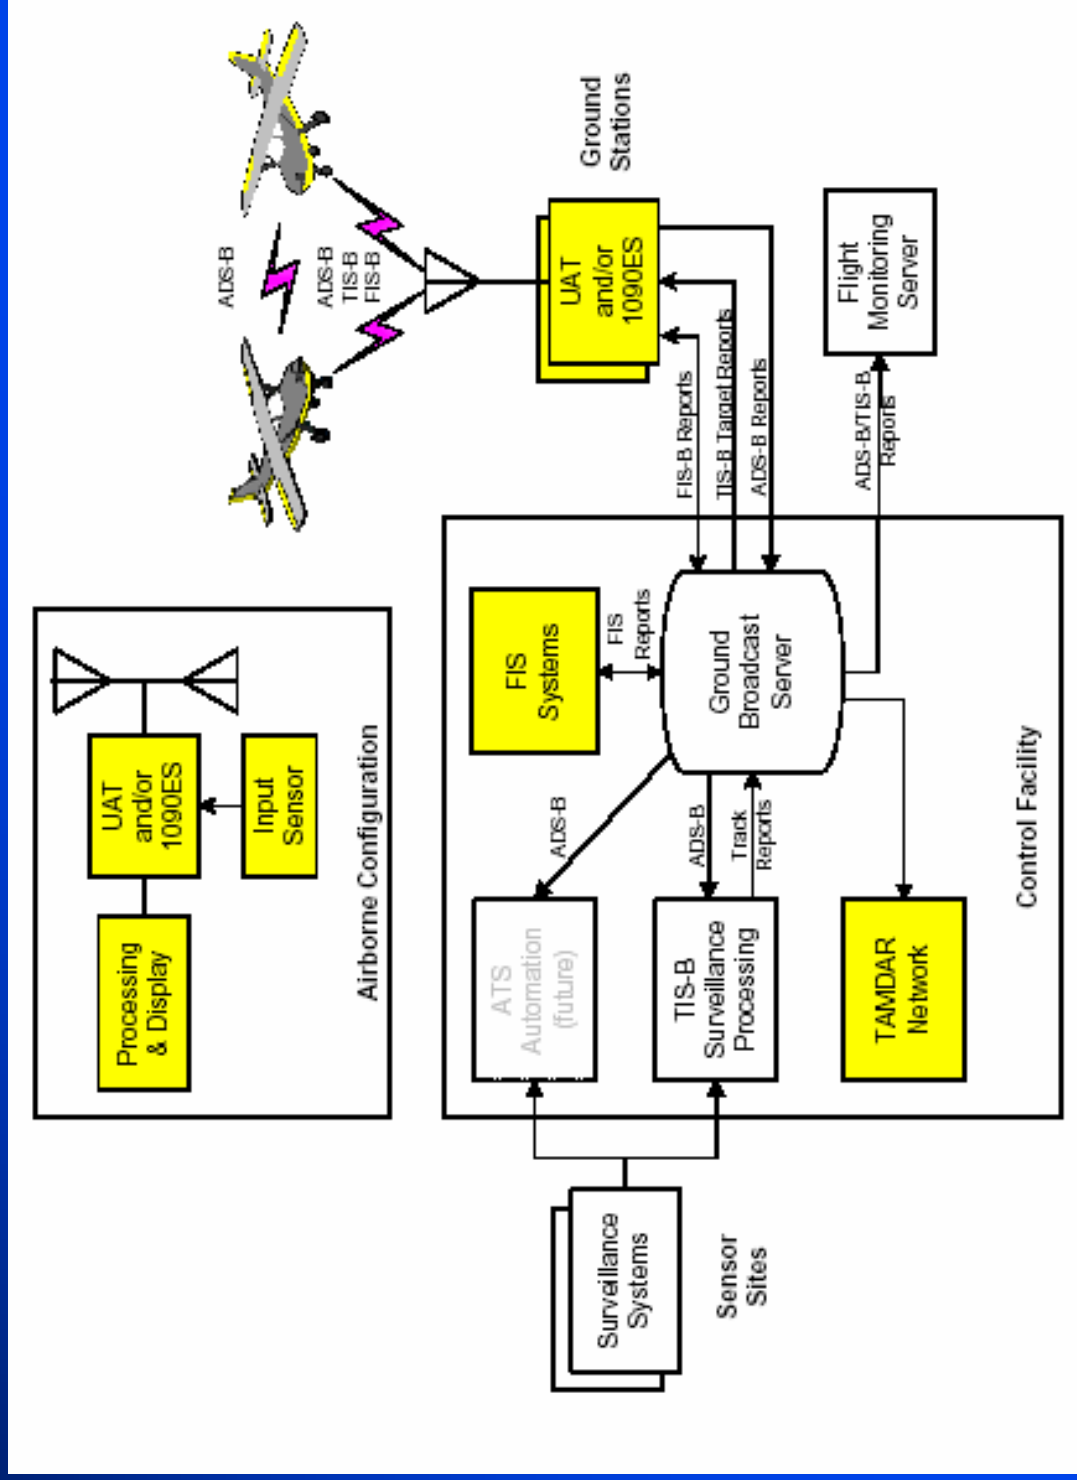 Processing
& Display
UAT
and/or
1090ES
Input
Sensor
Airborne Configuration
ADS-B
ADS-B
TIS-B
FIS-B
UAT
and/or
1090ES
Ground
Stations
Surveillance
Systems
Sensor
Sites
ATS
Automation
(future)
ADS-B
FIS
Systems
FIS
Reports
FIS-B Reports
TIS-B Target Reports
ADS-B Reports
TIS-B
Surveillance
Processing
ADS-B
Track
Reports
Ground
Broadcast
Server
ADS-B/TIS-B
Reports
Flight
Monitoring
Server
TAMDAR
Network
Control Facility